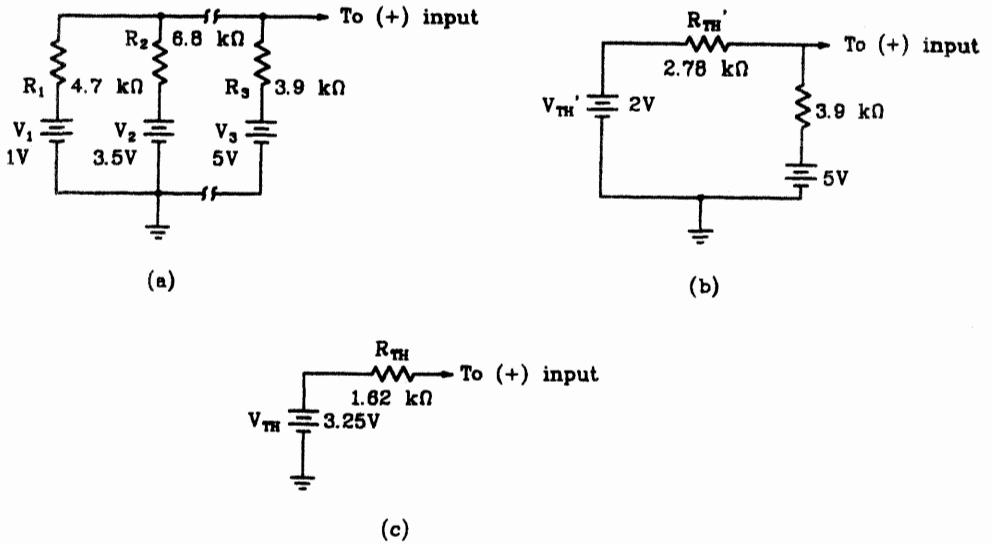 To (+) input
R₂ 6.8 kΩ
R₁ 4.7 kΩ
R₃ 3.9 kΩ
V₁
1V
V₂
3.5V
V₃
5V
(a)
R_TH'
To (+) input
2.78 kΩ
V_TH' 2V
3.9 kΩ
5V
(b)
R_TH
To (+) input
1.62 kΩ
V_TH 3.25V
(c)